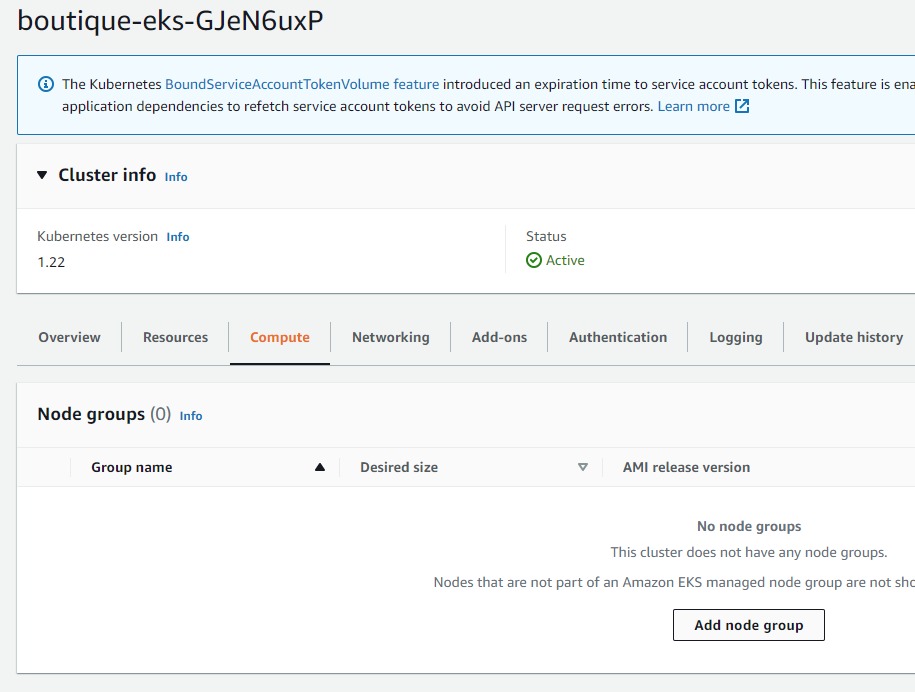 boutique-eks-GJeN6uxP
The Kubernetes BoundServiceAccountTokenVolume feature introduced an expiration time to service account tokens. This feature is ena
application dependencies to refetch service account tokens to avoid API server request errors. Learn more
Cluster info Info
Kubernetes version Info
Status
1.22
Active
Overview Resources Compute Networking Add-ons Authentication Logging Update history
Node groups (0) Info
Group name Desired size AMI release version
No node groups
This cluster does not have any node groups.
Nodes that are not part of an Amazon EKS managed node group are not sho
Add node group